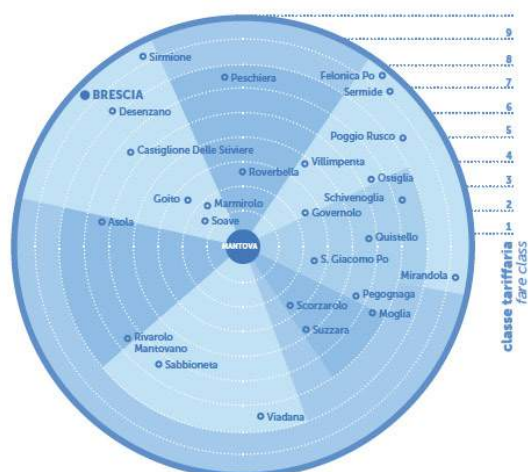 9
Sirmione
8
Peschiera
Felonica Po
7
BRESCIA
Sermide
Desenzano
6
Poggio Rusco
5
Castiglione Delle Stiviere
Villimpenta
4
Roverbella
Ostiglia
3
Goito
Marmirolo
Schivenoglia
2
Governolo
Asola
Soave
1
Quisello
MANTOVA
S. Giacomo Po
Mirandola
Pegognaga
Scorzarolo
Moglia
Suzzara
Rivarolo
Mantovano
Sabbioneta
Viadana
classe tariffaria
fare class